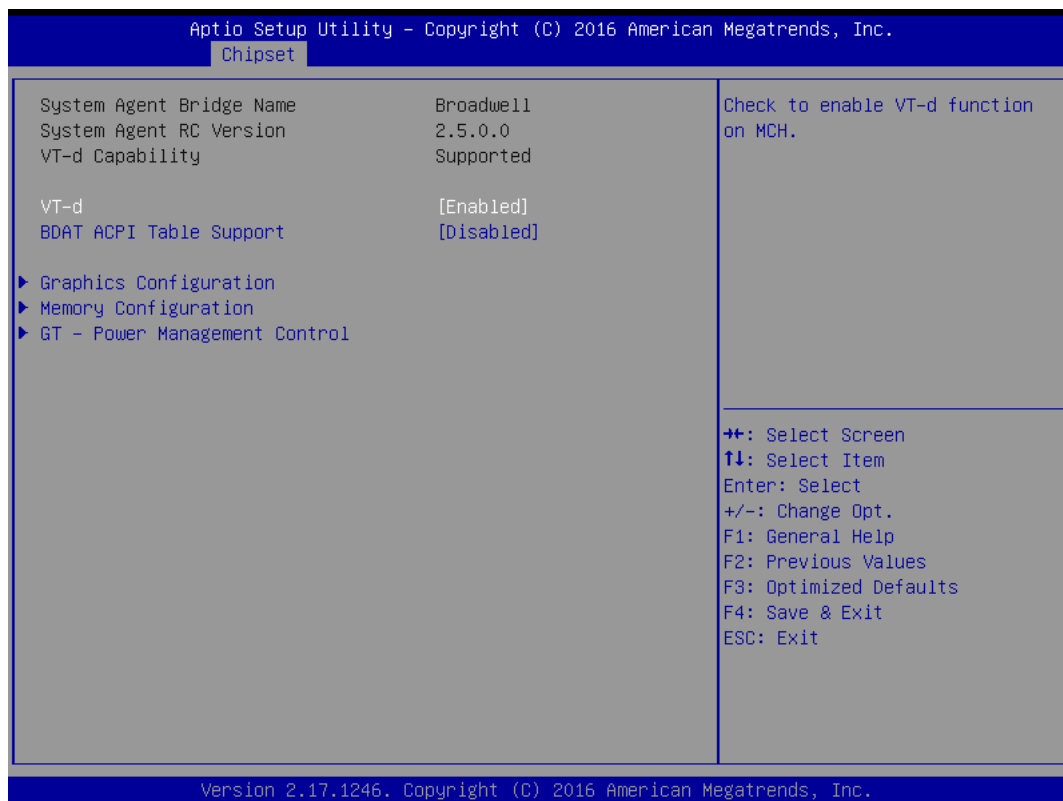 Aptio Setup Utility – Copyright (C) 2016 American Megatrends, Inc.
Chipset
System Agent Bridge Name Broadwell
System Agent RC Version 2.5.0.0
VT-d Capability Supported
VT-d [Enabled]
BDAT ACPI Table Support [Disabled]
▶ Graphics Configuration
▶ Memory Configuration
▶ GT – Power Management Control
Check to enable VT-d function
on MCH.
→←: Select Screen
↑↓: Select Item
Enter: Select
+/-: Change Opt.
F1: General Help
F2: Previous Values
F3: Optimized Defaults
F4: Save & Exit
ESC: Exit
Version 2.17.1246. Copyright (C) 2016 American Megatrends, Inc.